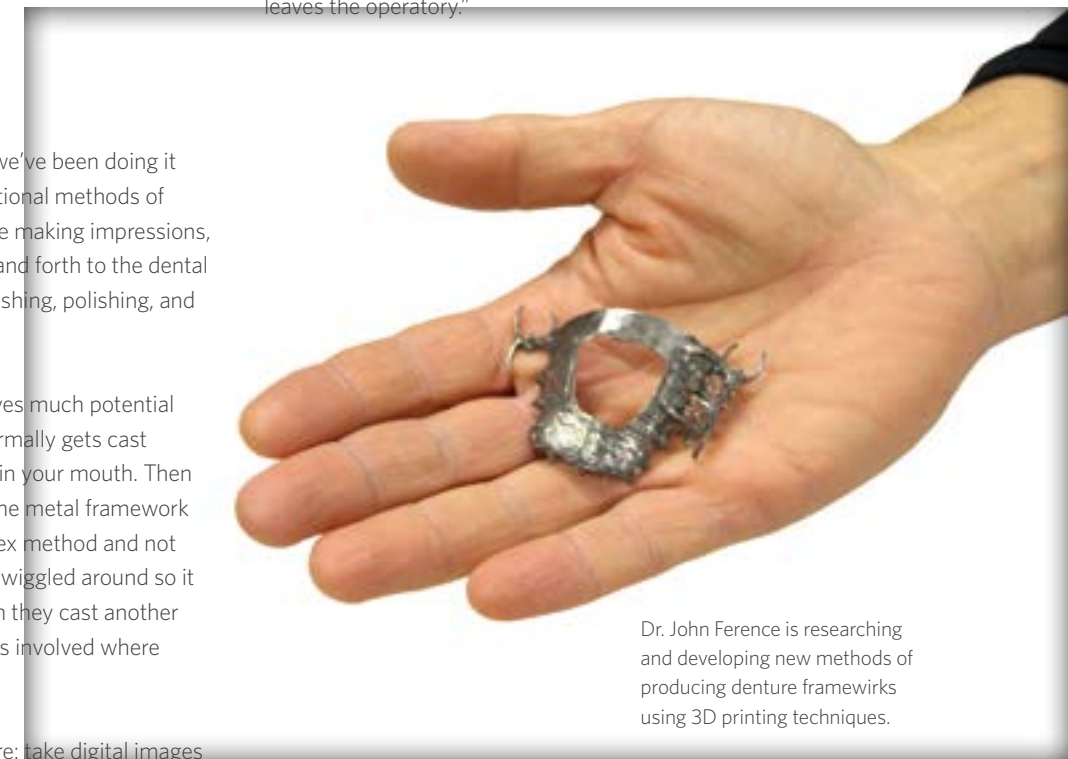 leaves the operatory.”
we've been doing it
tional methods of
e making impressions,
and forth to the dental
shing, polishing, and
ves much potential
rmally gets cast
in your mouth. Then
ne metal framework
ex method and not
wiggled around so it
n they cast another
s involved where
re: take digital images
Dr. John Ference is researching
and developing new methods of
producing denture framewirks
using 3D printing techniques.